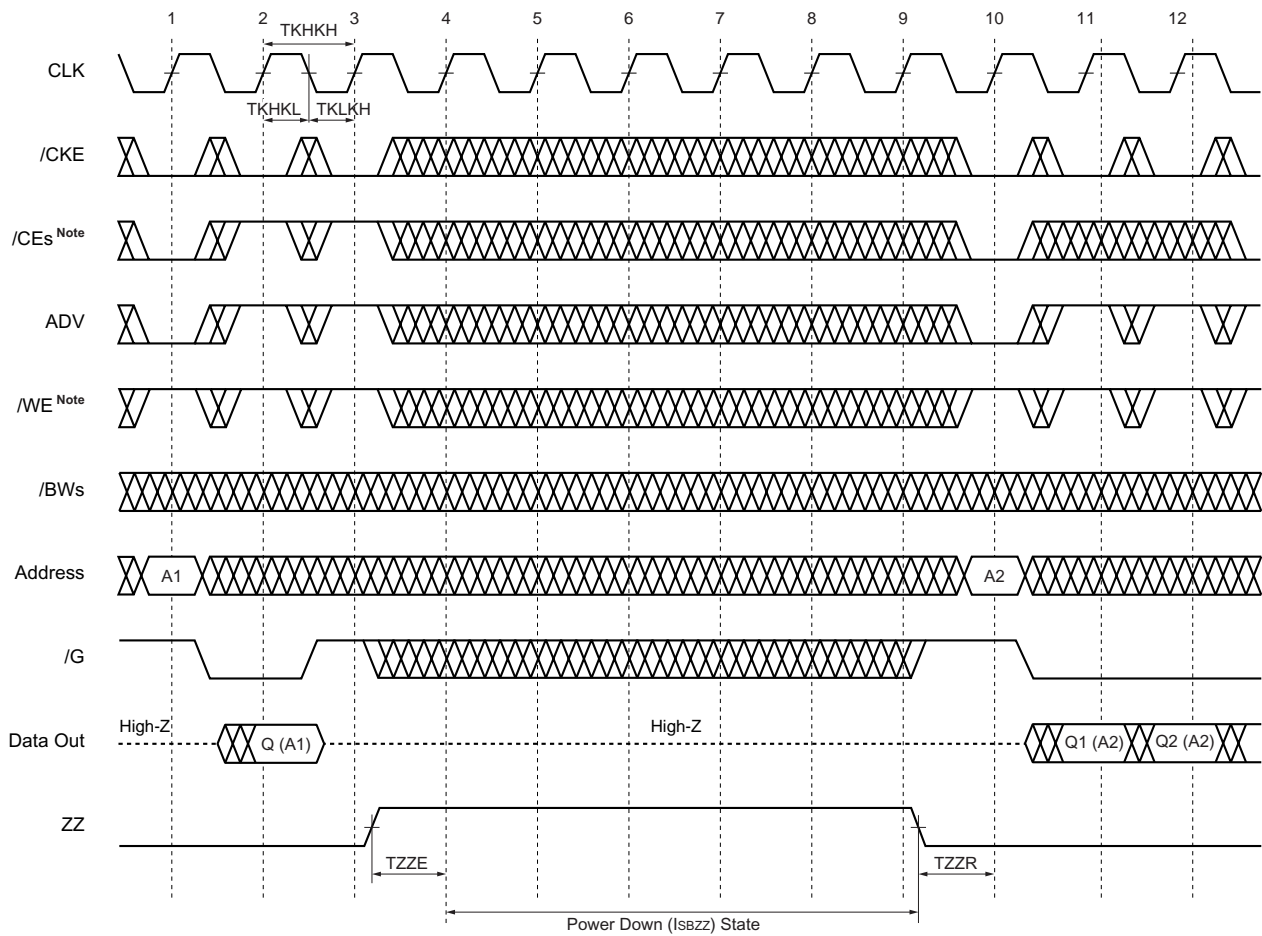 1 2 3 4 5 6 7 8 9 10 11 12
TKHKH
CLK
TKHKL TKLKH
/CKE
/CEs Note
ADV
/WE Note
/BWs
Address A1 A2
/G
High-Z High-Z
Data Out Q (A1) Q1 (A2) Q2 (A2)
ZZ
TZZE TZZR
Power Down (ISBZZ) State